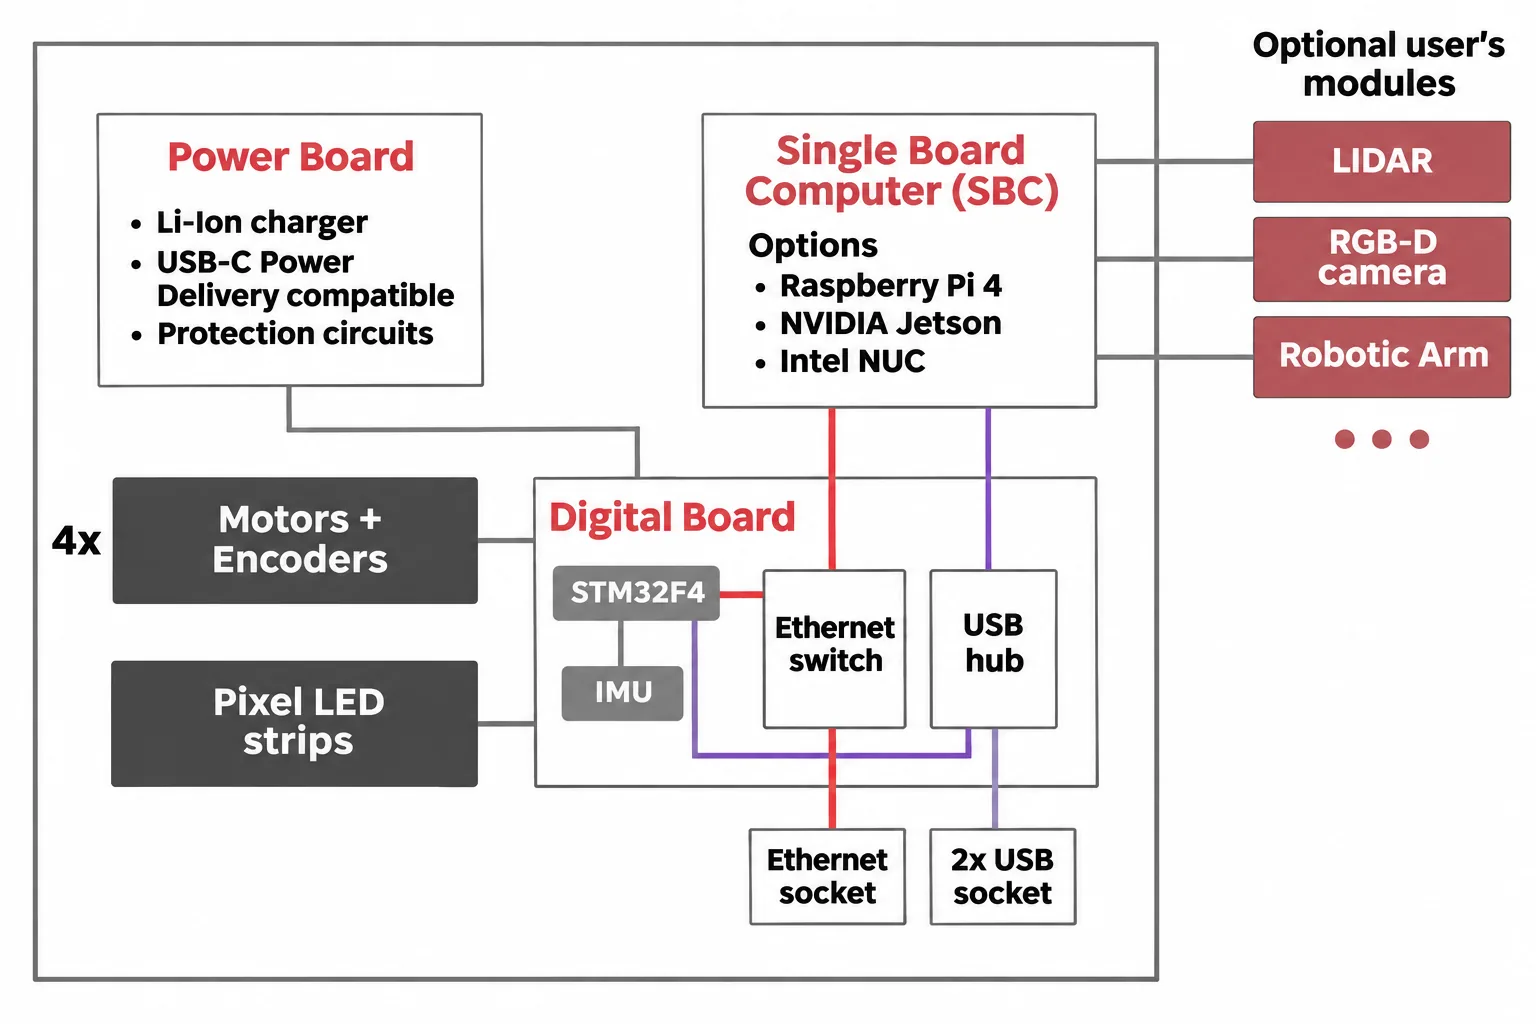 Optional user's
modules
Power Board
• Li-Ion charger
• USB-C Power
Delivery compatible
• Protection circuits
Single Board
Computer (SBC)
Options
• Raspberry Pi 4
• NVIDIA Jetson
• Intel NUC
LIDAR
RGB-D
camera
Robotic Arm
4x
Motors +
Encoders
Pixel LED
strips
Digital Board
STM32F4
IMU
Ethernet
switch
USB
hub
Ethernet
socket
2x USB
socket